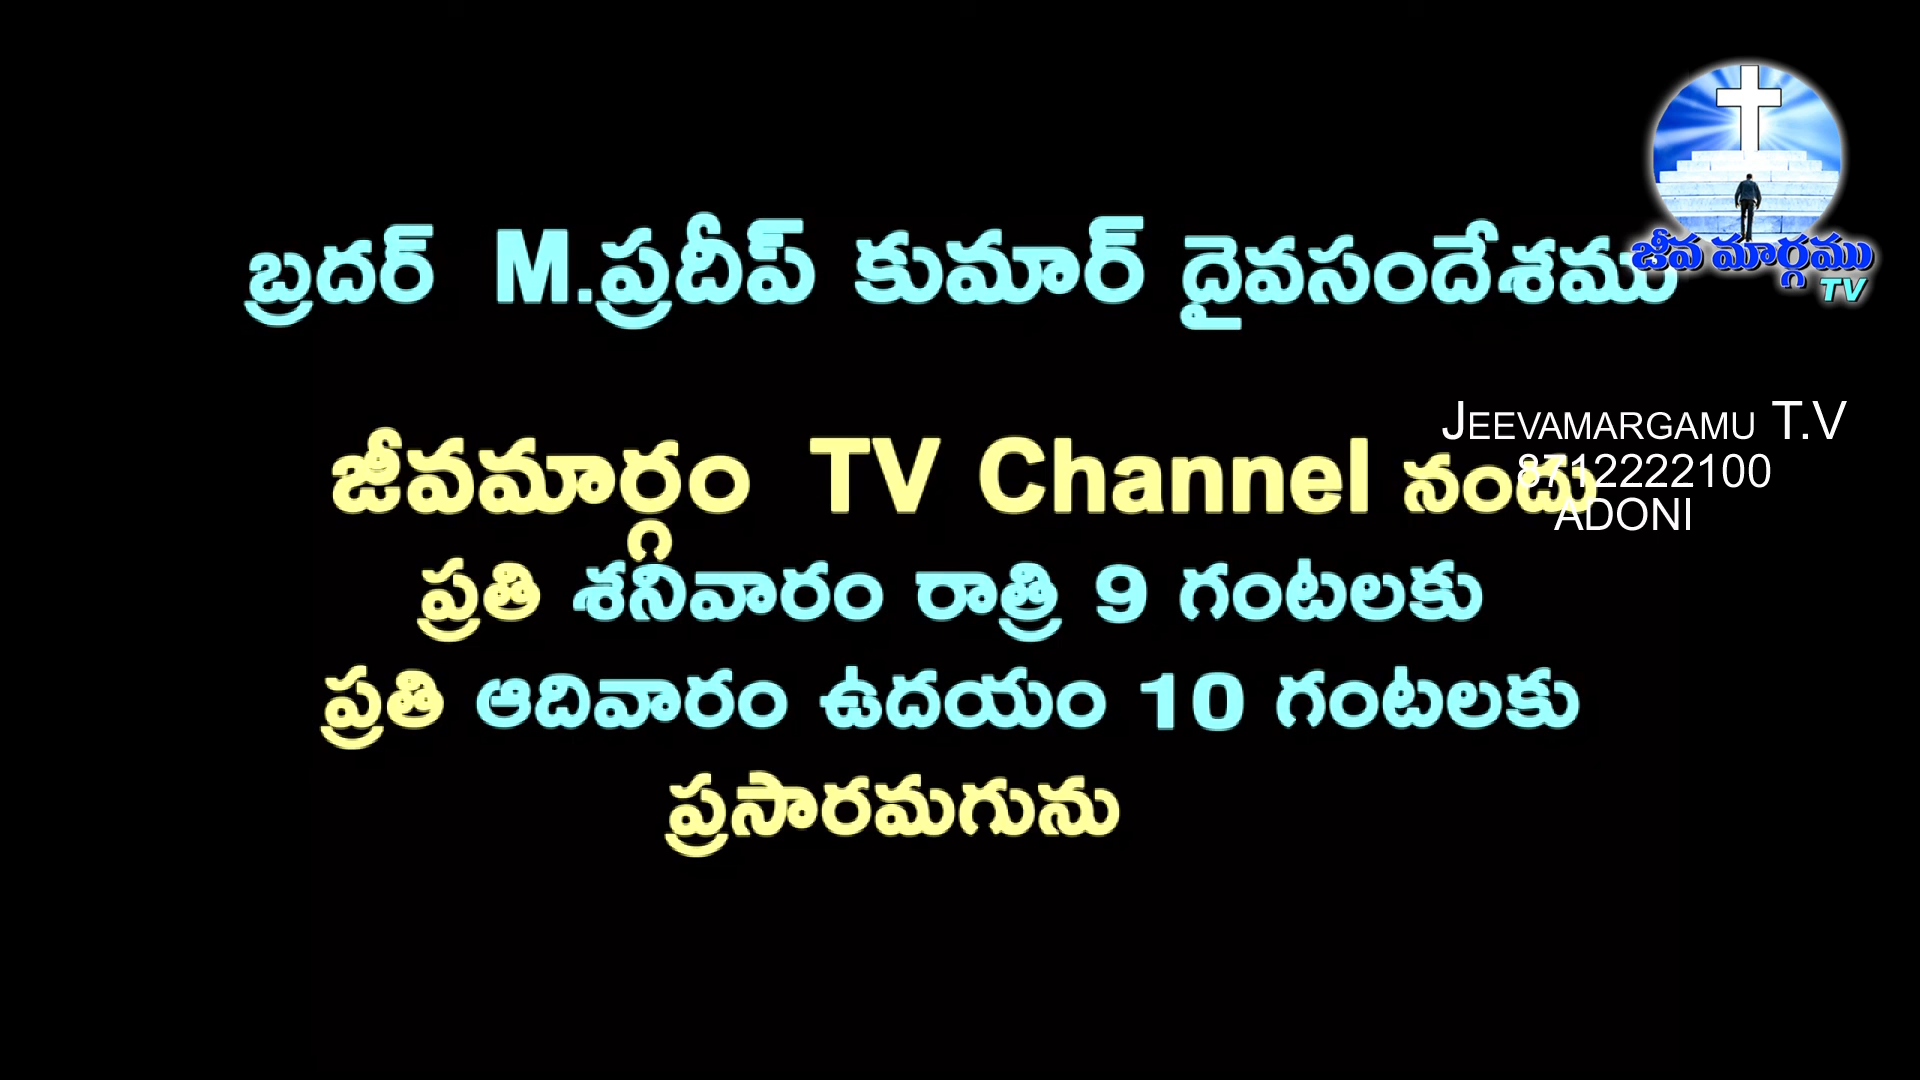 బ్రదర్ M.ప్రదీప్ కుమార్ దైవసందేశము
జీవ మార్గము
TV
JEEVAMARGAMU T.V
జీవమార్గం TV Channel నందు
8712222100
ADONI
ప్రతి శనివారం రాత్రి 9 గంటలకు
ప్రతి ఆదివారం ఉదయం 10 గంటలకు
ప్రసారమగును